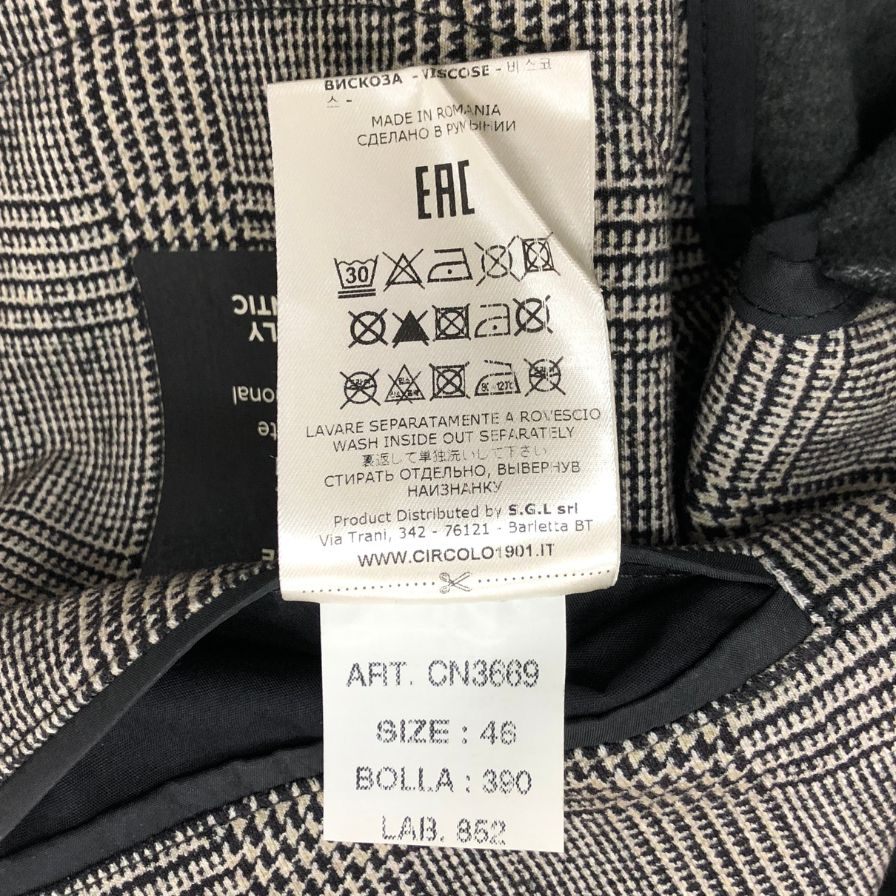 ВИСКОЗА - VISCOSE - 비스코
스 -
MADE IN ROMANIA
СДЕЛАНО В РУМЫНИИ
EAC
30
90 - 120℃
LAVARE SEPARATAMENTE A ROVESCIO
WASH INSIDE OUT SEPARATELY
裏返して単独洗いして下さい
СТИРАТЬ ОТДЕЛЬНО, ВЫВЕРНУВ
НАИЗНАНКУ
Product Distributed by S.G.L srl
Via Trani, 342 - 76121 - Barletta BT
WWW.CIRCOLO1901.IT
ART. CN3669
SIZE : 46
BOLLA : 390
LAB. 852